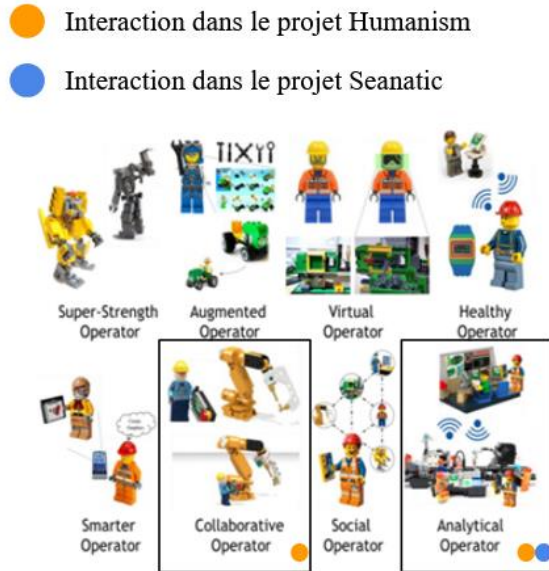 Interaction dans le projet Humanism
Interaction dans le projet Seanatic
Super-Strength
Operator
Augmented
Operator
Virtual
Operator
Healthy
Operator
Smarter
Operator
Collaborative
Operator
Social
Operator
Analytical
Operator